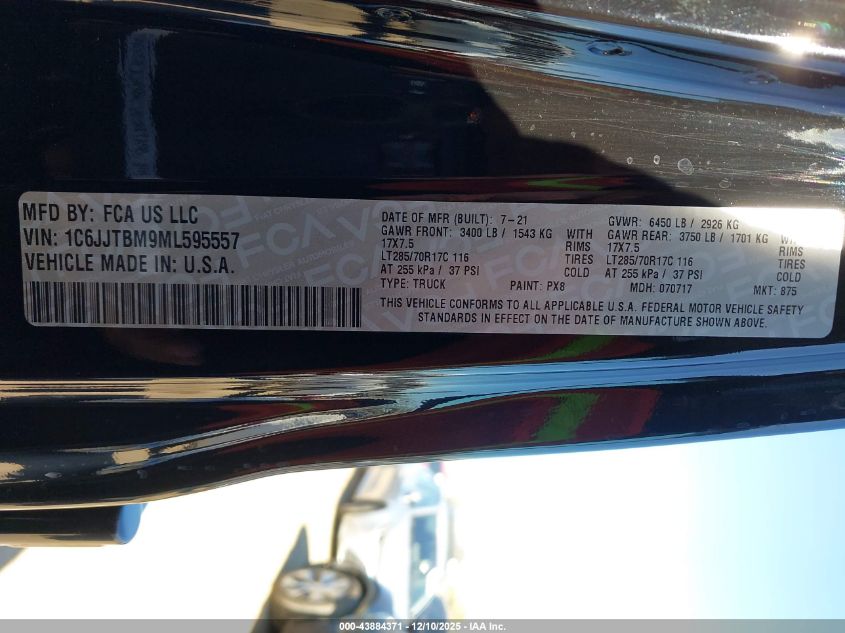 MFD BY: FCA US LLC
VIN: 1C6JJTBM9ML595557
VEHICLE MADE IN: U.S.A.
DATE OF MFR (BUILT): 7-21 GVWR: 6450 LB / 2926 KG
GAWR FRONT: 3400 LB / 1543 KG WITH GAWR REAR: 3750 LB / 1701 KG WITH
17X7.5 RIMS 17X7.5 RIMS
LT285/70R17C 116 TIRES LT285/70R17C 116 TIRES
AT 255 kPa / 37 PSI COLD AT 255 kPa / 37 PSI COLD
TYPE: TRUCK PAINT: PX8 MDH: 070717 MKT: 875
THIS VEHICLE CONFORMS TO ALL APPLICABLE U.S.A. FEDERAL MOTOR VEHICLE SAFETY
STANDARDS IN EFFECT ON THE DATE OF MANUFACTURE SHOWN ABOVE.
000-43884371 - 12/10/2025 - IAA Inc.